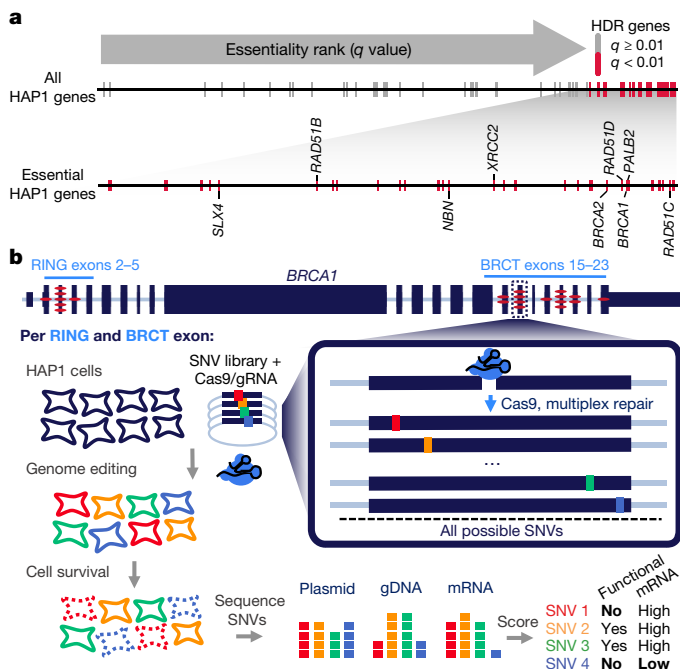 a
Essentiality rank (q value)
HDR genes
q ≥ 0.01
q < 0.01
All
HAP1 genes
Essential
HAP1 genes
SLX4
RAD51B
NBN
XRCC2
BRCA2
RAD51D
BRCA1
PALB2
RAD51C
b
RING exons 2–5
BRCA1
BRCT exons 15–23
Per RING and BRCT exon:
HAP1 cells
SNV library +
Cas9/gRNA
Cas9, multiplex repair
...
All possible SNVs
Genome editing
Cell survival
Sequence
SNVs
Plasmid
gDNA
mRNA
Score
Functional
mRNA
SNV 1 No High
SNV 2 Yes High
SNV 3 Yes High
SNV 4 No Low